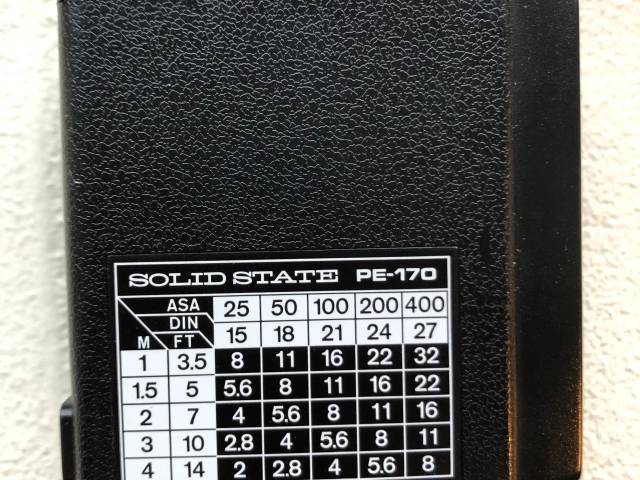 SOLID STATE PE-170
ASA 25 50 100 200 400
DIN 15 18 21 24 27
M FT
1 3.5 8 11 16 22 32
1.5 5 5.6 8 11 16 22
2 7 4 5.6 8 11 16
3 10 2.8 4 5.6 8 11
4 14 2 2.8 4 5.6 8